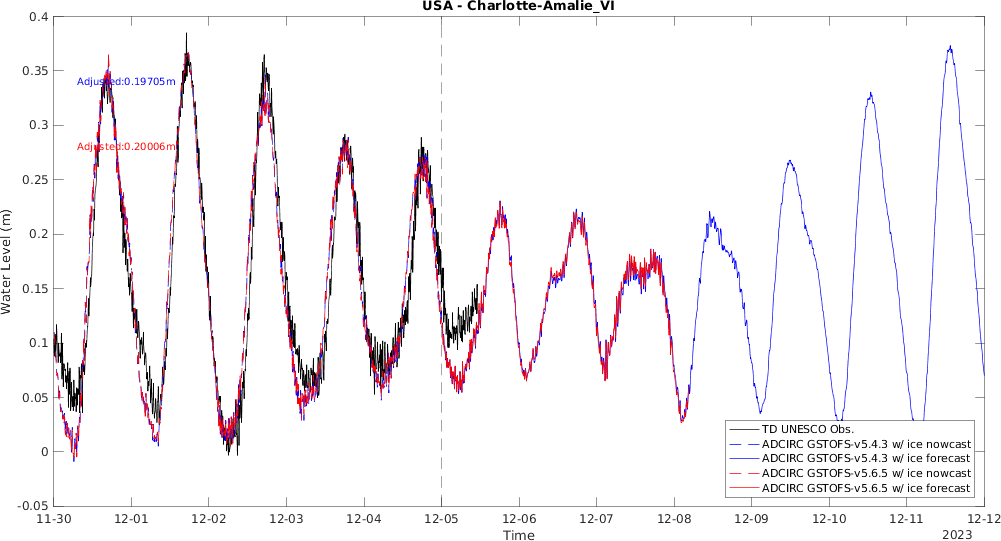 USA - Charlotte-Amalie_VI
0.4
0.35
0.3
0.25
0.2
0.15
0.1
0.05
0
-0.05
Water Level (m)
Adjusted:0.19705m
Adjusted:0.20006m
TD UNESCO Obs.
ADCIRC GSTOFS-v5.4.3 w/ ice nowcast
ADCIRC GSTOFS-v5.4.3 w/ ice forecast
ADCIRC GSTOFS-v5.6.5 w/ ice nowcast
ADCIRC GSTOFS-v5.6.5 w/ ice forecast
11-30 12-01 12-02 12-03 12-04 12-05 12-06 12-07 12-08 12-09 12-10 12-11 12-12
Time
2023